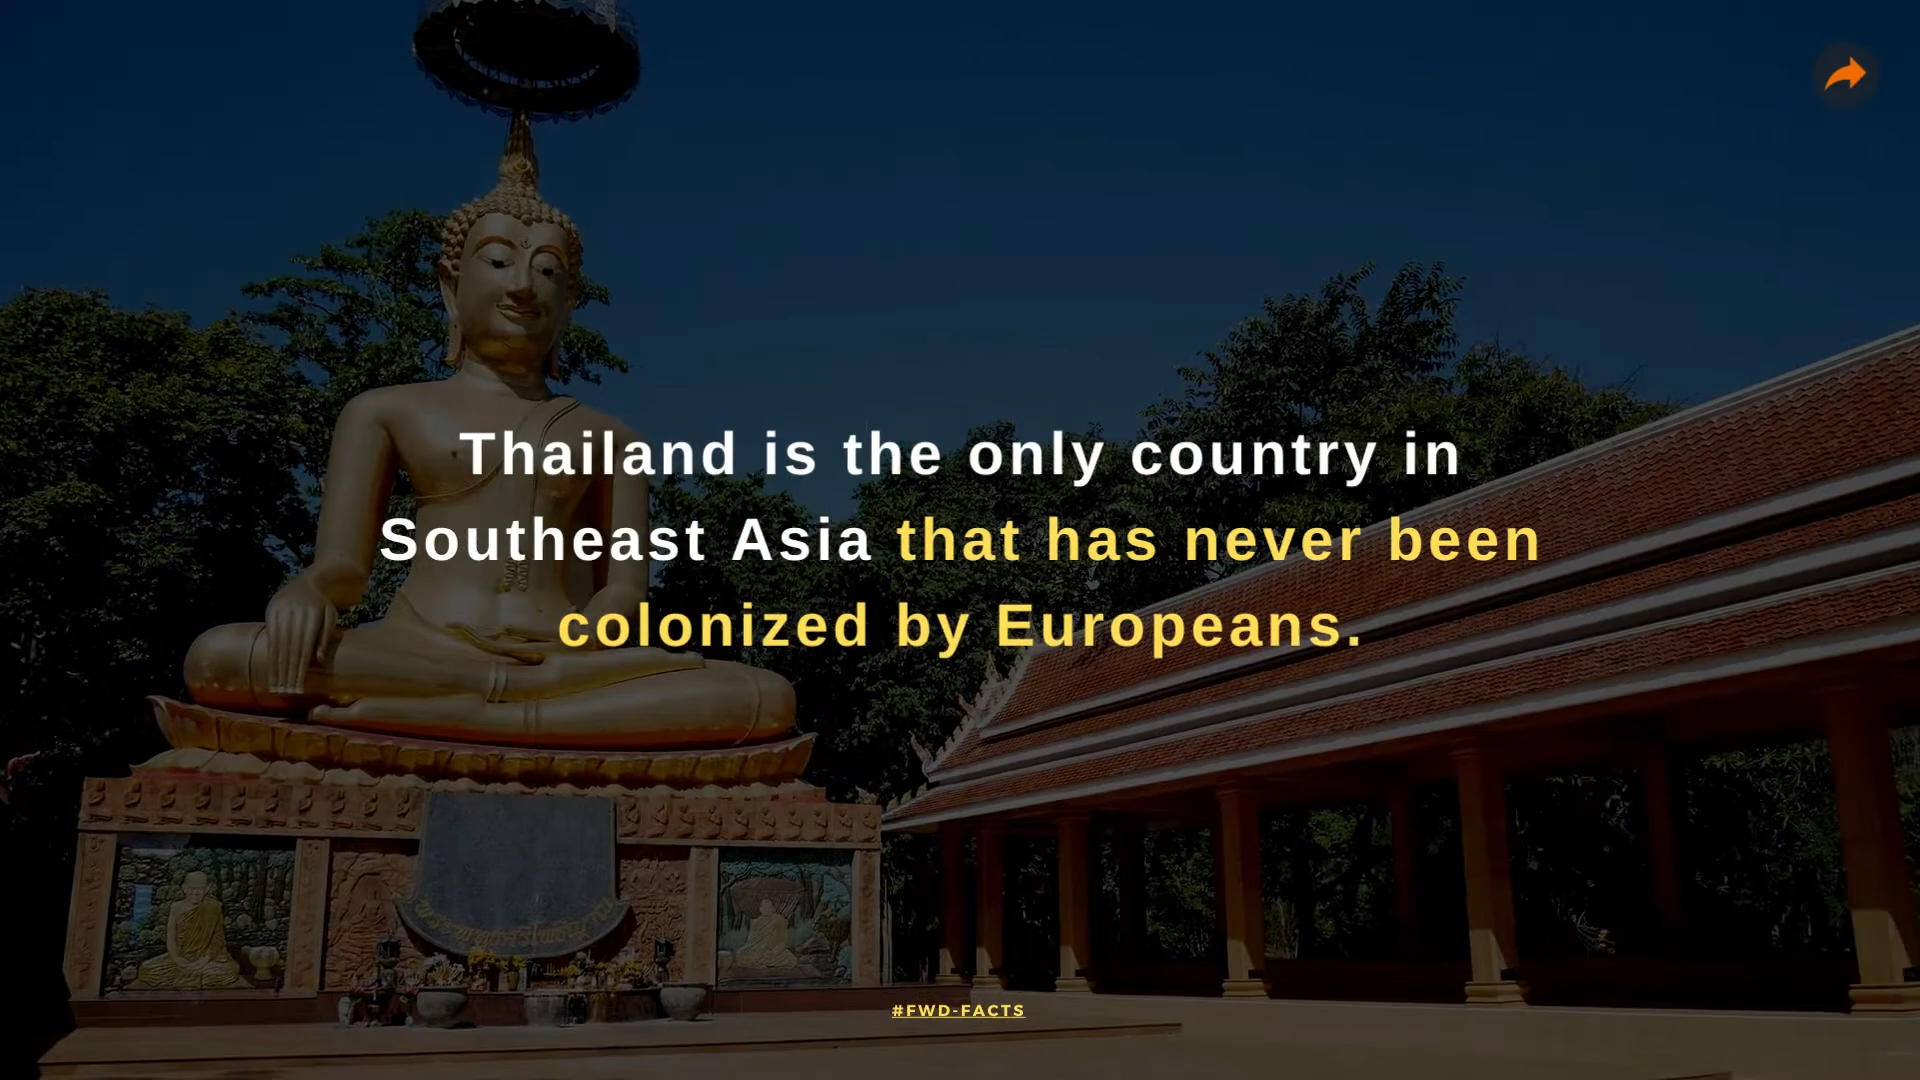 Thailand is the only country in
Southeast Asia that has never been
colonized by Europeans.
#FWD-FACTS